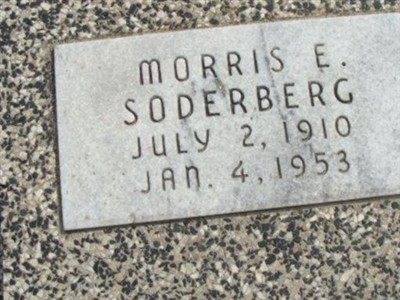 MORRIS E.
SODERBERG
JULY 2, 1910
JAN. 4, 1953